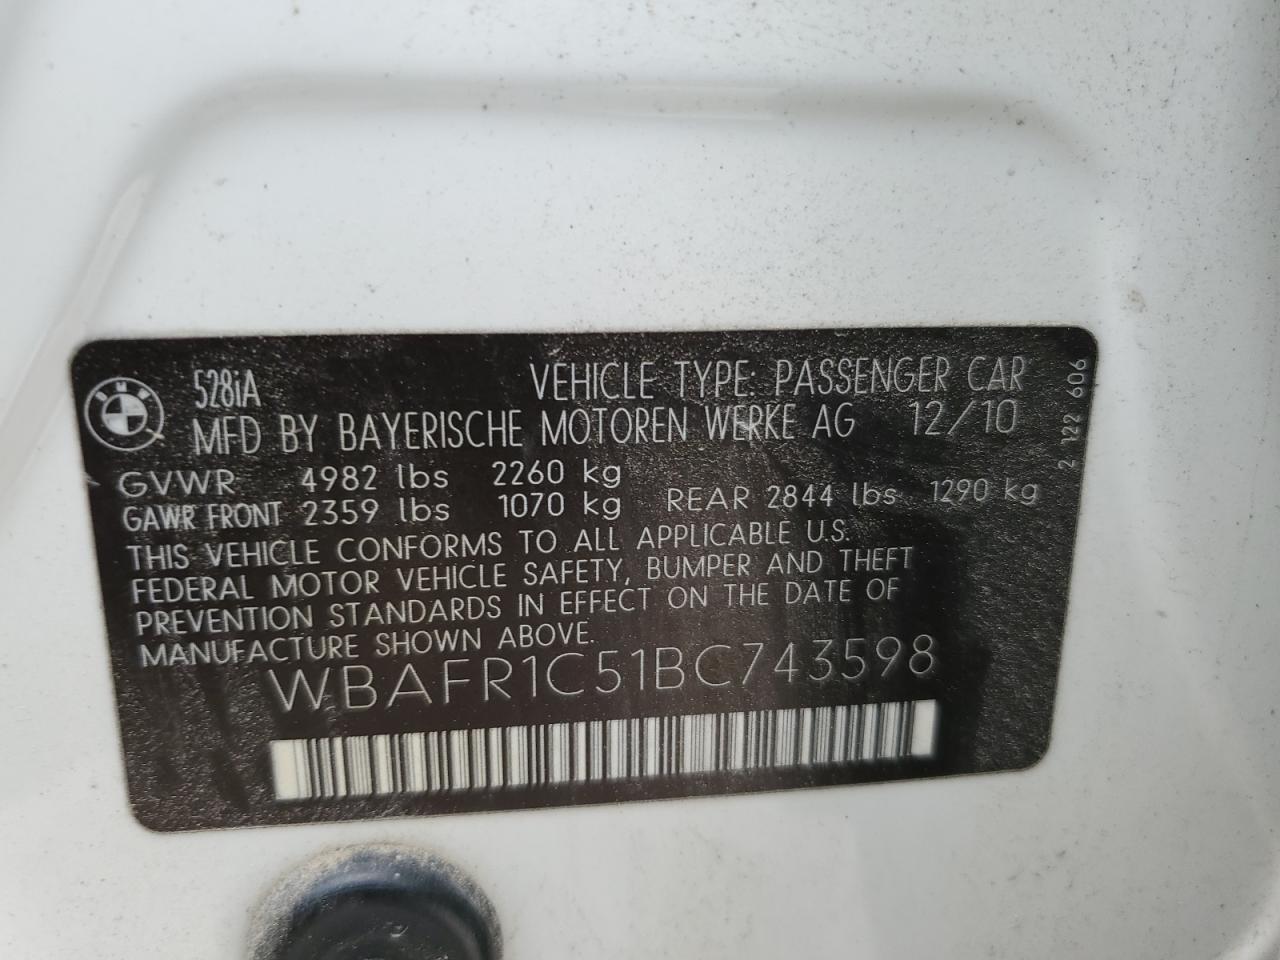 528iA VEHICLE TYPE: PASSENGER CAR
MFD BY BAYERISCHE MOTOREN WERKE AG 12/10
GVWR 4982 lbs 2260 kg
GAWR FRONT 2359 lbs 1070 kg REAR 2844 lbs 1290 kg
THIS VEHICLE CONFORMS TO ALL APPLICABLE U.S.
FEDERAL MOTOR VEHICLE SAFETY, BUMPER AND THEFT
PREVENTION STANDARDS IN EFFECT ON THE DATE OF
MANUFACTURE SHOWN ABOVE.
WBAFR1C51BC743598
2 122 606